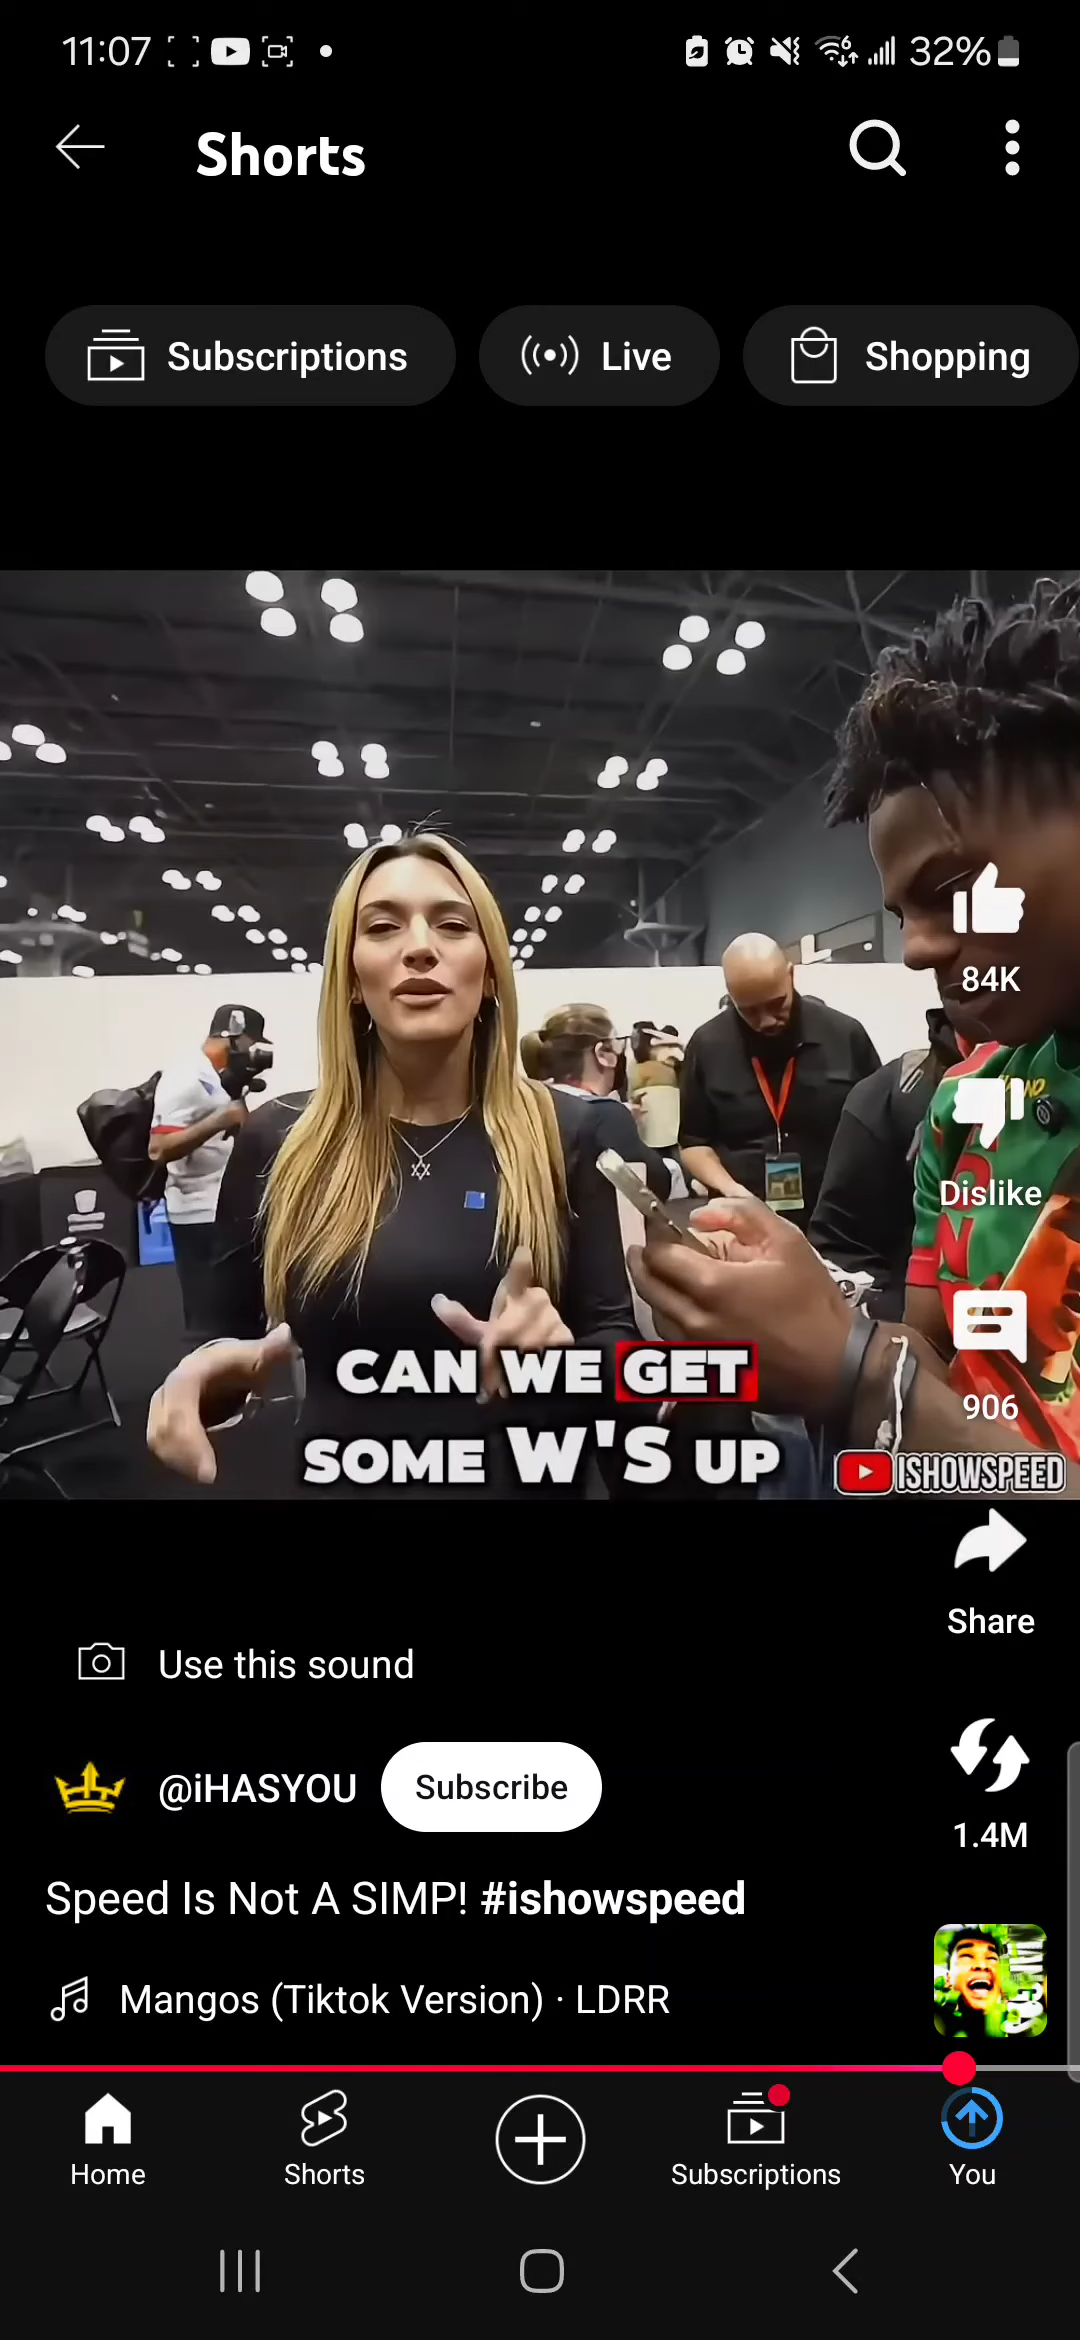 11:07
32%
Shorts
Subscriptions
Live
Shopping
84K
Dislike
906
CAN WE GET
SOME W'S UP
ISHOWSPEED
Share
Use this sound
@iHASYOU
Subscribe
1.4M
Speed Is Not A SIMP! #ishowspeed
Mangos (Tiktok Version) · LDRR
Home
Shorts
Subscriptions
You